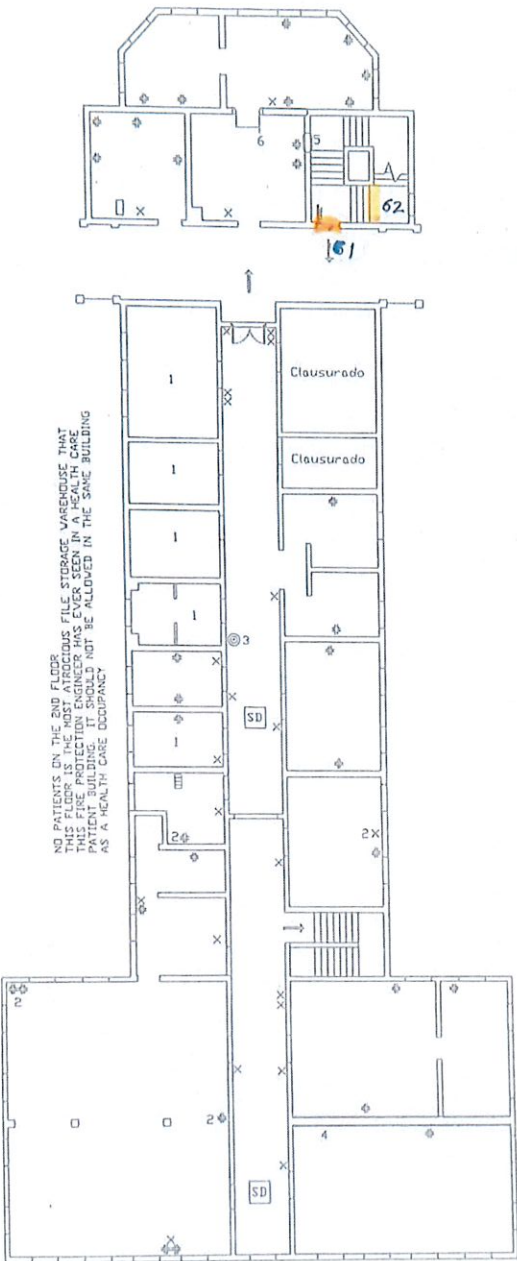 6
5
62
61
1
Clausurado
1
Clausurado
1
1
3
SD
1
2
2
NO PATIENTS ON THE 2ND FLOOR
THIS FLOOR IS THE MOST ATROCIOUS FILE STORAGE WAREHOUSE THAT
THIS FIRE PROTECTION ENGINEER HAS EVER SEEN IN A HEALTH CARE
PATIENT BUILDING. IT SHOULD NOT BE ALLOWED IN THE SAME BUILDING
AS A HEALTH CARE OCCUPANCY
2
2
4
SD